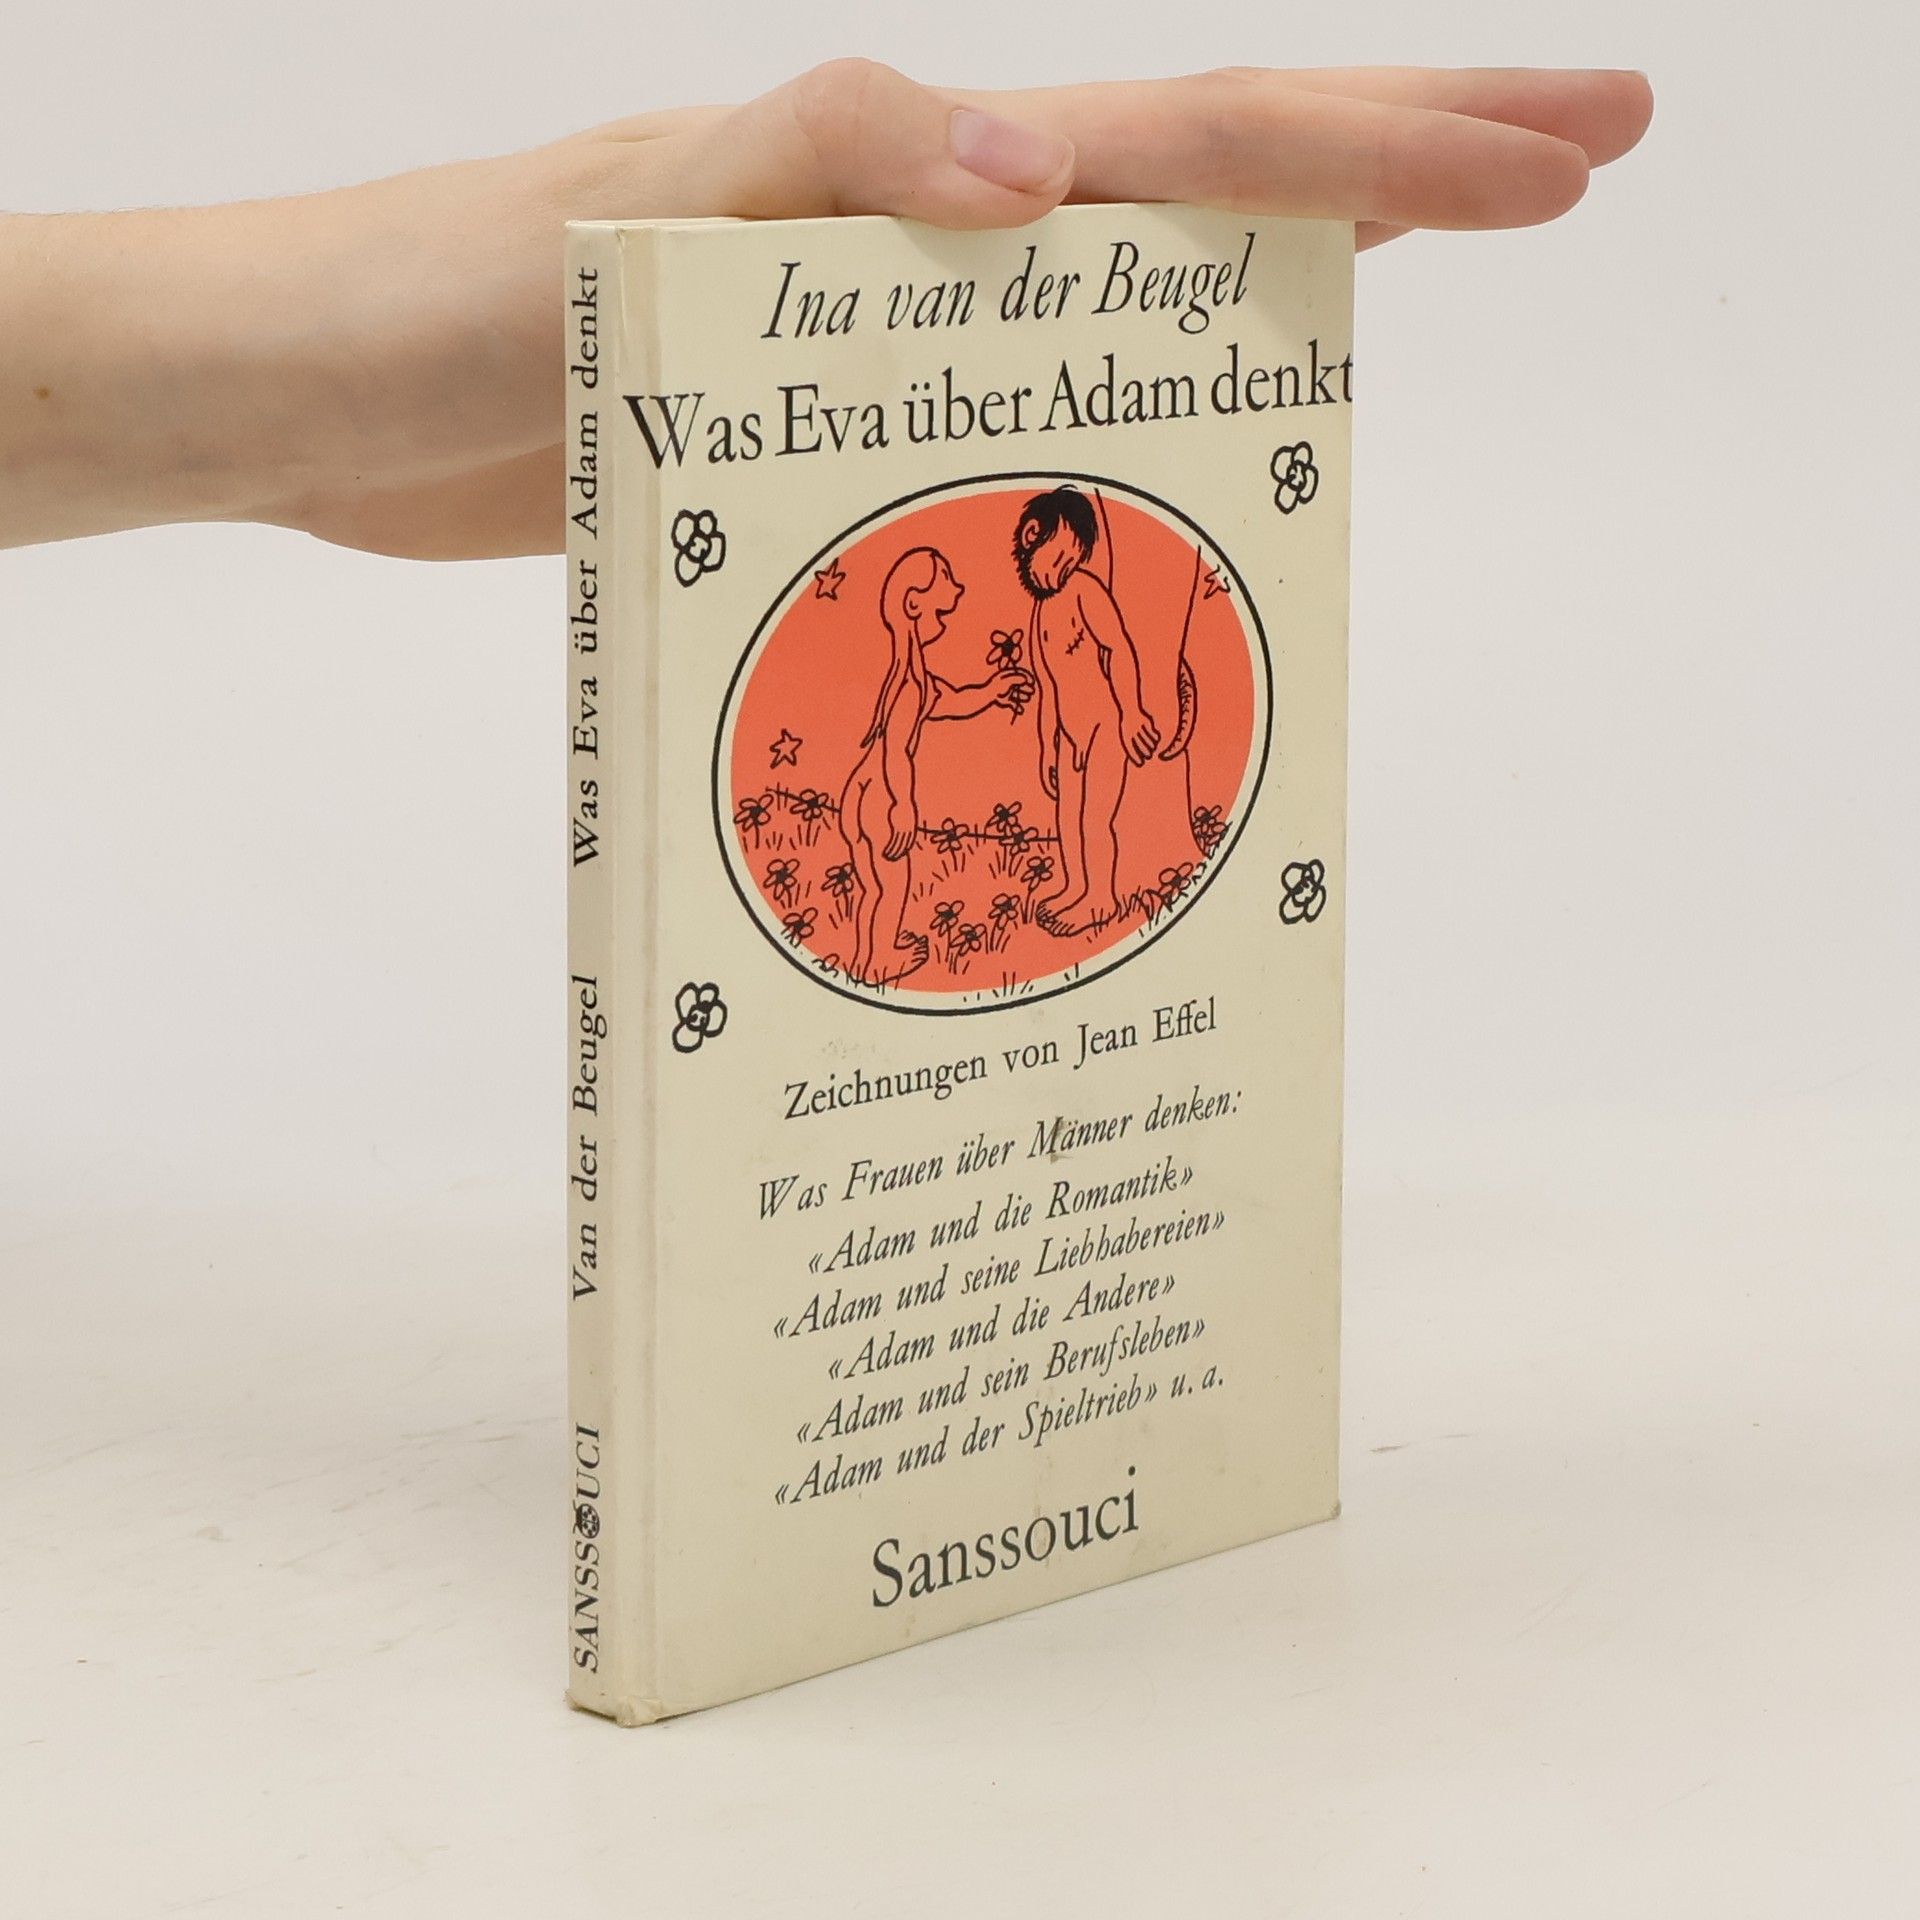 Ina van der Beugel
Was Eva über Adam denkt
Zeichnungen von Jean Effel
Was Frauen über Männer denken:
«Adam und die Romantik»
«Adam und seine Liebhabereien»
«Adam und die Andere»
«Adam und sein Berufsleben»
«Adam und der Spieltrieb» u. a.
Sanssouci
SANSSOUCI Van der Beugel Was Eva über Adam denkt